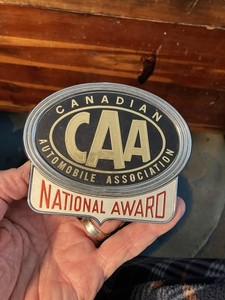 CANADIAN
CAA
AUTOMOBILE ASSOCIATION
NATIONAL AWARD